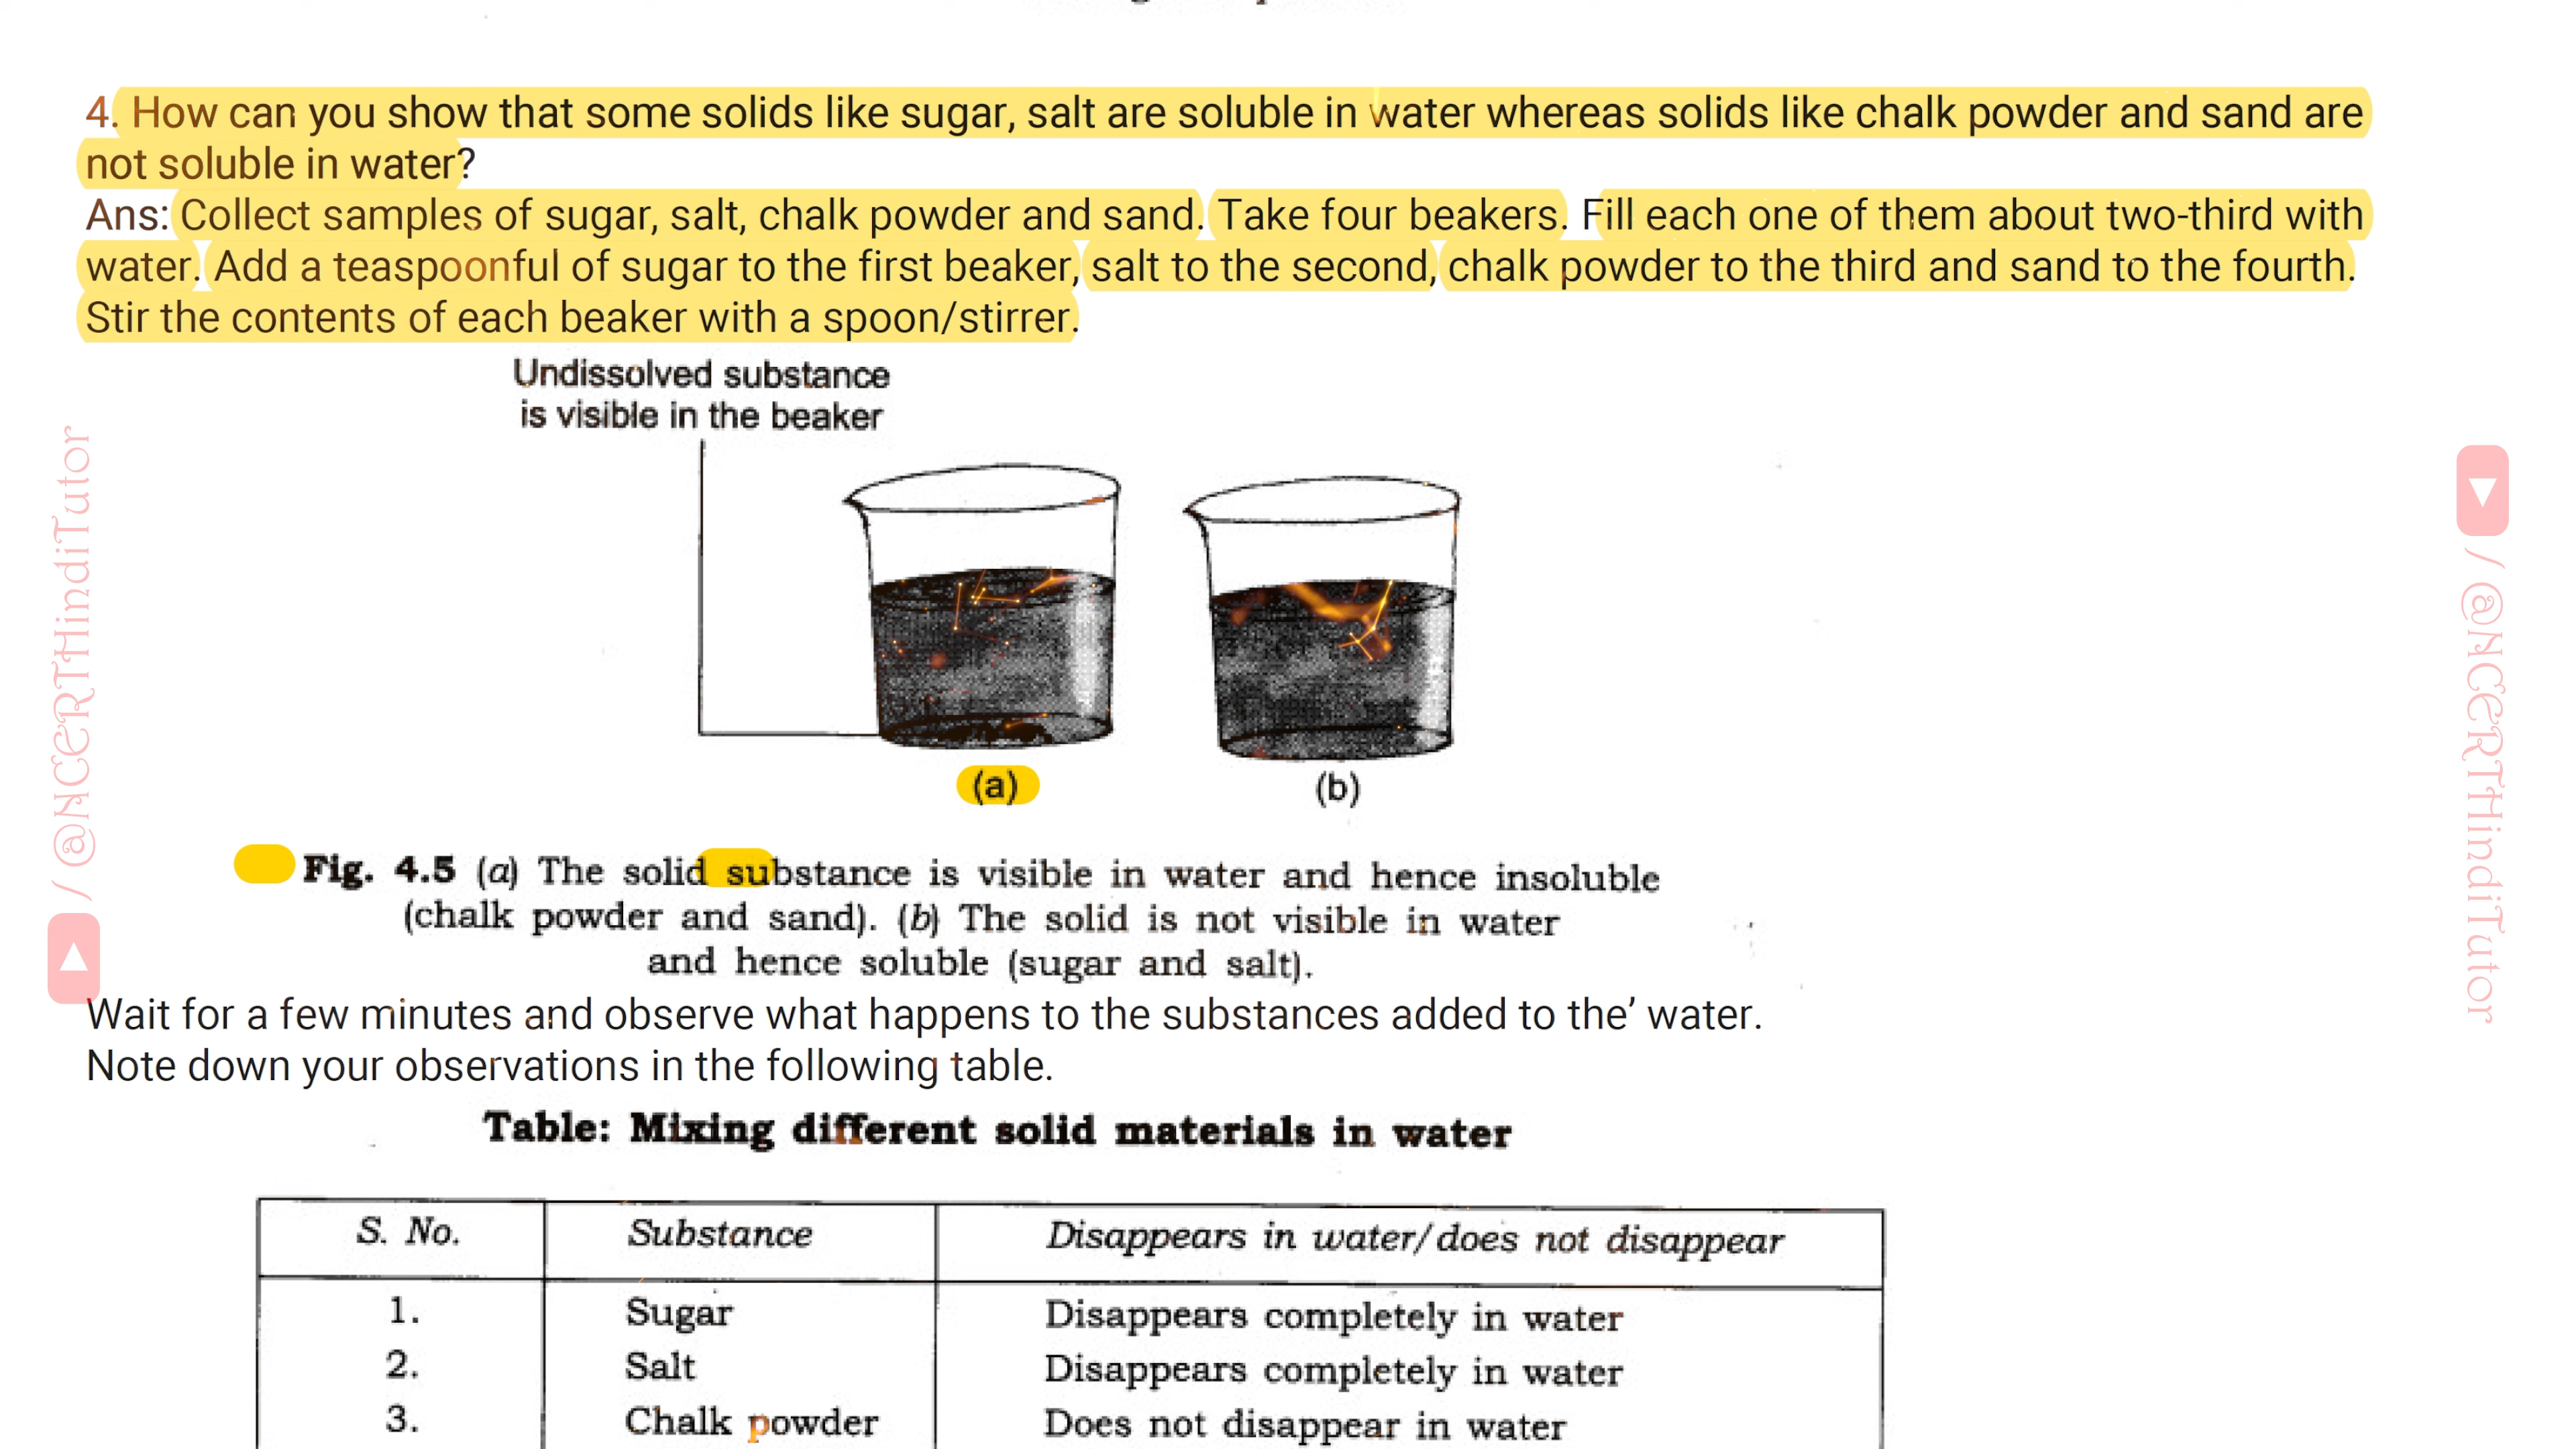 4. How can you show that some solids like sugar, salt are soluble in water whereas solids like chalk powder and sand are
not soluble in water?
Ans: Collect samples of sugar, salt, chalk powder and sand. Take four beakers. Fill each one of them about two-third with
water. Add a teaspoonful of sugar to the first beaker, salt to the second, chalk powder to the third and sand to the fourth.
Stir the contents of each beaker with a spoon/stirrer.
Undissolved substance
is visible in the beaker
(a) (b)
Fig. 4.5 (a) The solid substance is visible in water and hence insoluble
(chalk powder and sand). (b) The solid is not visible in water
and hence soluble (sugar and salt).
Wait for a few minutes and observe what happens to the substances added to the’ water.
Note down your observations in the following table.
Table: Mixing different solid materials in water
S. No. Substance Disappears in water/does not disappear
1. Sugar Disappears completely in water
2. Salt Disappears completely in water
3. Chalk powder Does not disappear in water
/ @NCERTHindiTutor
/ @NCERTHindiTutor